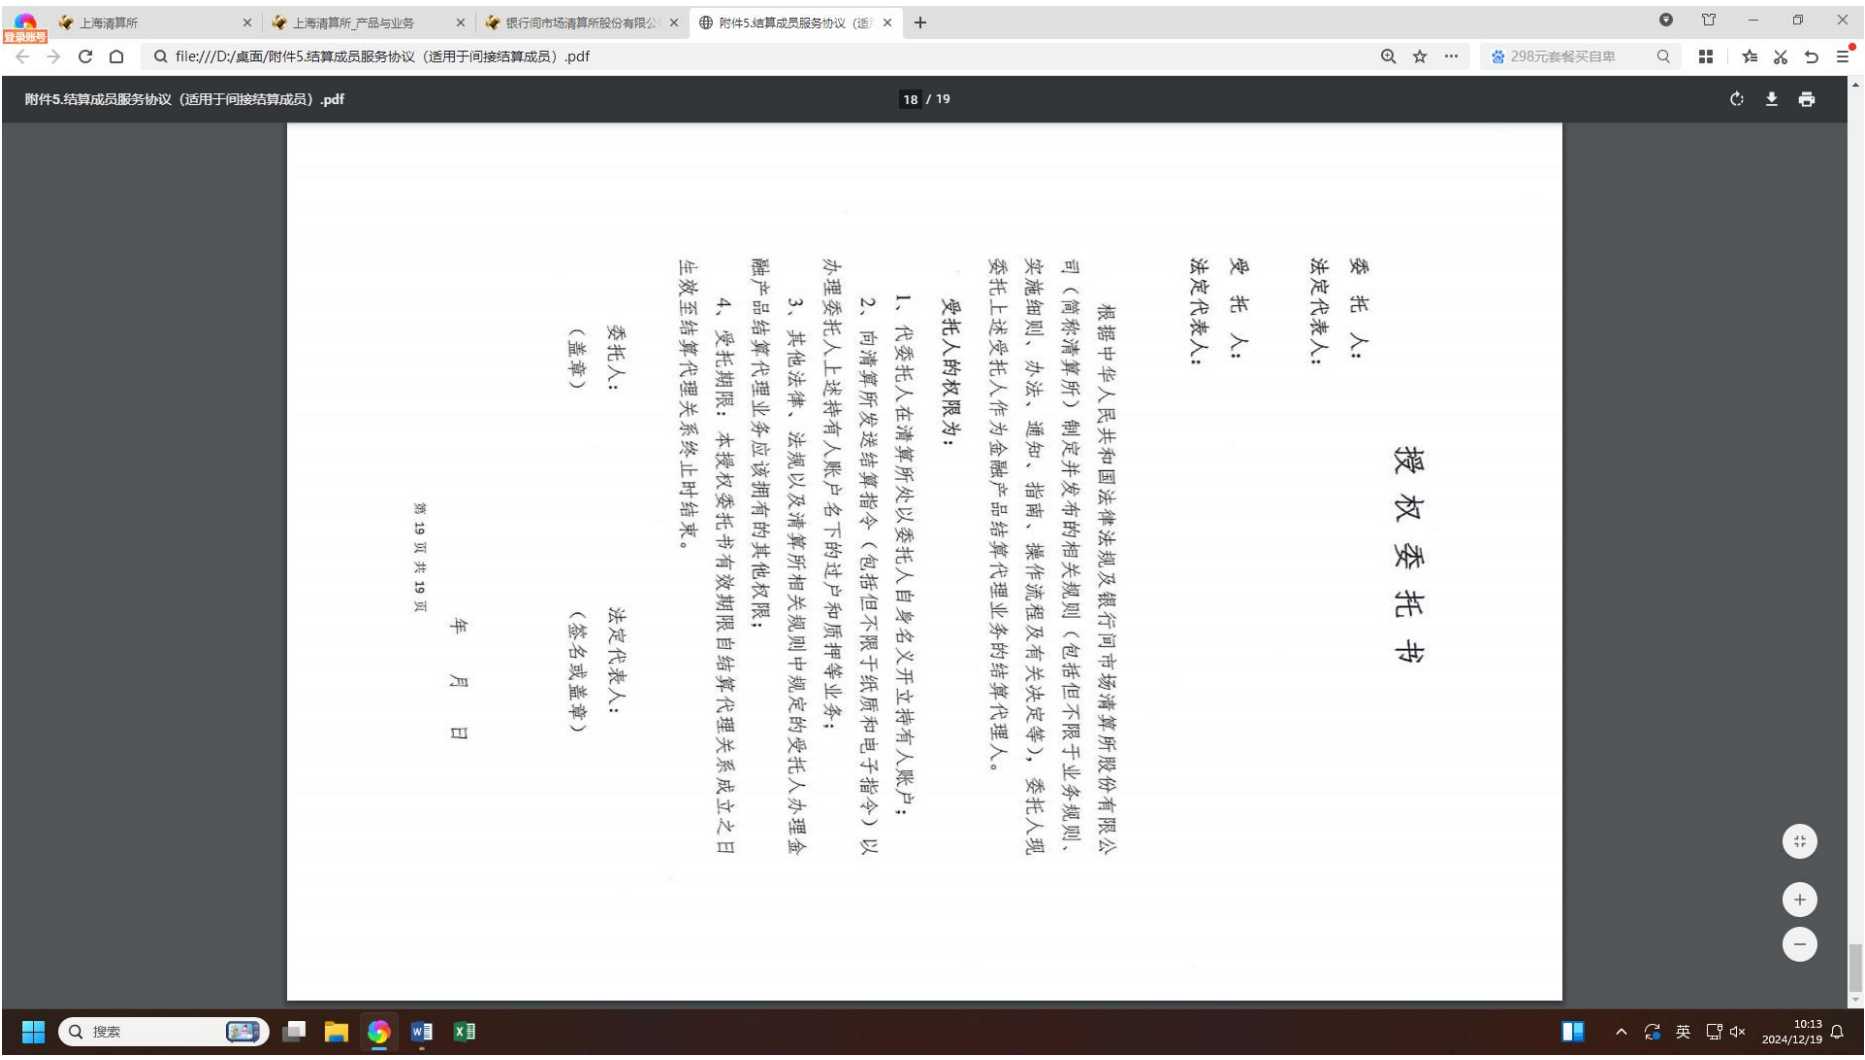 上海清算所
上海清算所_产品与业务
银行间市场清算所股份有限公
附件5.结算成员服务协议（适
登录账号
file:///D:/桌面/附件5.结算成员服务协议（适用于间接结算成员）.pdf
298元套餐买自卑
附件5.结算成员服务协议（适用于间接结算成员）.pdf
18 / 19
授权委托书
委 托 人：
法定代表人：
受 托 人：
法定代表人：
根据中华人民共和国法律法规及银行间市场清算所股份有限公
司（简称清算所）制定并发布的相关规则（包括但不限于业务规则、
实施细则、办法、通知、指南、操作流程及有关决定等），委托人现
委托上述受托人作为金融产品结算代理业务的结算代理人。
受托人的权限为：
1、代委托人在清算所处以委托人自身名义开立持有人账户；
2、向清算所发送结算指令（包括但不限于纸质和电子指令）以
办理委托人上述持有人账户名下的过户和质押等业务；
3、其他法律、法规以及清算所相关规则中规定的受托人办理金
融产品结算代理业务应该拥有的其他权限；
4、受托期限：本授权委托书有效期限自结算代理关系成立之日
生效至结算代理关系终止时结束。
委托人： 法定代表人：
（盖章） （签名或盖章）
年 月 日
第 19 页 共 19 页
搜索
英
10:13
2024/12/19